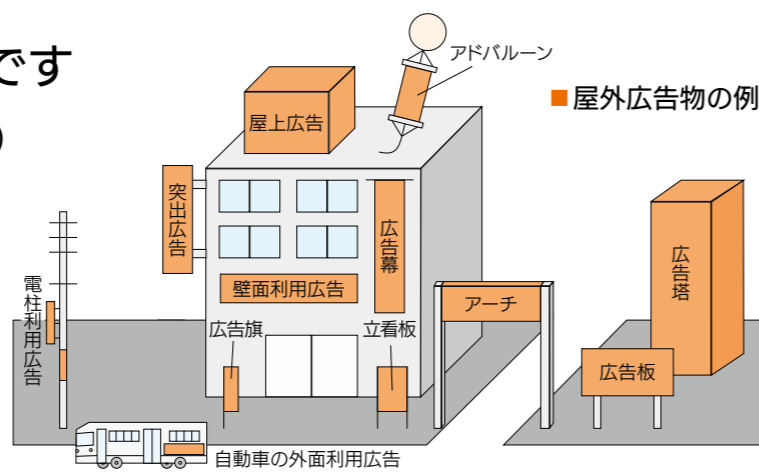 です
）
アドバルーン
■屋外広告物の例
屋上広告
突出広告
広告幕
広告塔
電柱利用広告
壁面利用広告
アーチ
広告旗
立看板
広告板
自動車の外面利用広告